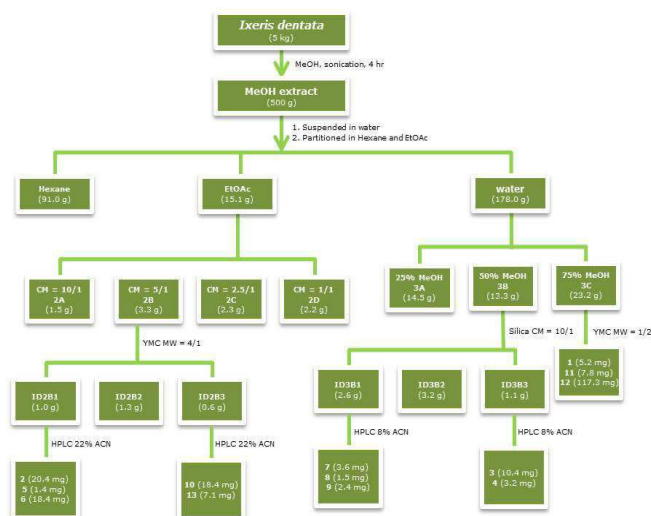 Ixeris dentata
(5 kg)
MeOH, sonication, 4 hr
MeOH extract
(500 g)
1. Suspended in water
2. Partitioned in Hexane and EtOAc
Hexane
(91.0 g)
EtOAc
(15.1 g)
water
(178.0 g)
CM = 10/1
2A
(1.5 g)
CM = 5/1
2B
(3.3 g)
CM = 2.5/1
2C
(2.3 g)
CM = 1/1
2D
(2.2 g)
25% MeOH
3A
(14.5 g)
50% MeOH
3B
(13.3 g)
75% MeOH
3C
(23.2 g)
YMC MW = 4/1
Silica CM = 10/1
YMC MW = 1/2
ID2B1
(1.0 g)
ID2B2
(1.3 g)
ID2B3
(0.6 g)
ID3B1
(2.6 g)
ID3B2
(3.2 g)
ID3B3
(1.1 g)
1 (5.2 mg)
11 (7.8 mg)
12 (117.3 mg)
HPLC 22% ACN
HPLC 22% ACN
HPLC 8% ACN
HPLC 8% ACN
2 (20.4 mg)
5 (1.4 mg)
6 (18.4 mg)
10 (18.4 mg)
13 (7.1 mg)
7 (3.6 mg)
8 (1.5 mg)
9 (2.4 mg)
3 (10.4 mg)
4 (3.2 mg)